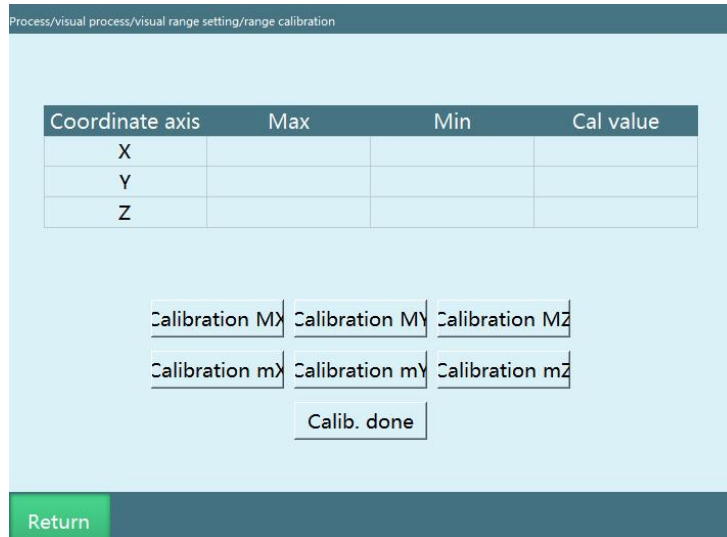 Process/visual process/visual range setting/range calibration
Coordinate axis Max Min Cal value
X
Y
Z
Calibration MX Calibration MY Calibration MZ
Calibration mX Calibration mY Calibration mZ
Calib. done
Return